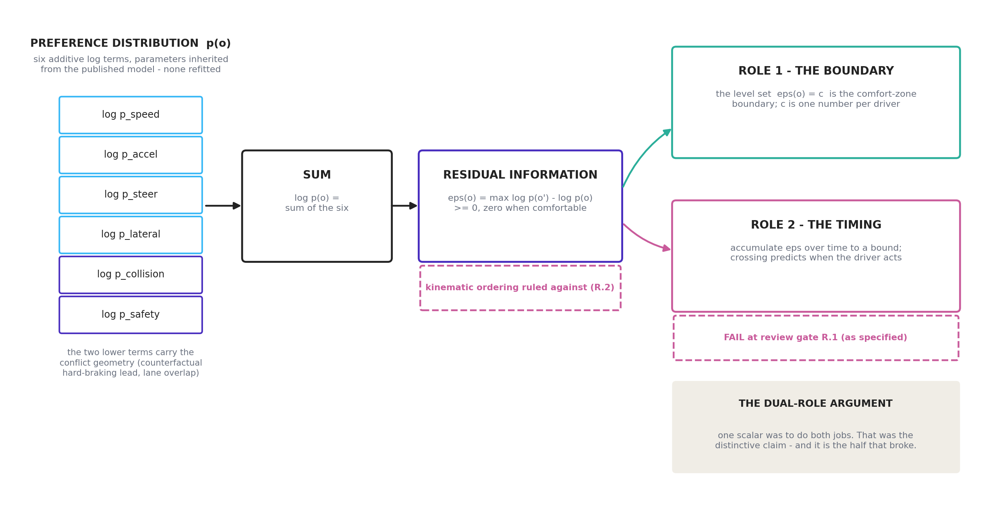 PREFERENCE DISTRIBUTION p(o)
six additive log terms, parameters inherited
from the published model - none refitted
log p_speed
log p_accel
log p_steer
log p_lateral
log p_collision
log p_safety
the two lower terms carry the
conflict geometry (counterfactual
hard-braking lead, lane overlap)
SUM
log p(o) =
sum of the six
RESIDUAL INFORMATION
eps(o) = max log p(o') - log p(o)
>= 0, zero when comfortable
kinematic ordering ruled against (R.2)
ROLE 1 - THE BOUNDARY
the level set eps(o) = c is the comfort-zone
boundary; c is one number per driver
ROLE 2 - THE TIMING
accumulate eps over time to a bound;
crossing predicts when the driver acts
FAIL at review gate R.1 (as specified)
THE DUAL-ROLE ARGUMENT
one scalar was to do both jobs. That was the
distinctive claim - and it is the half that broke.